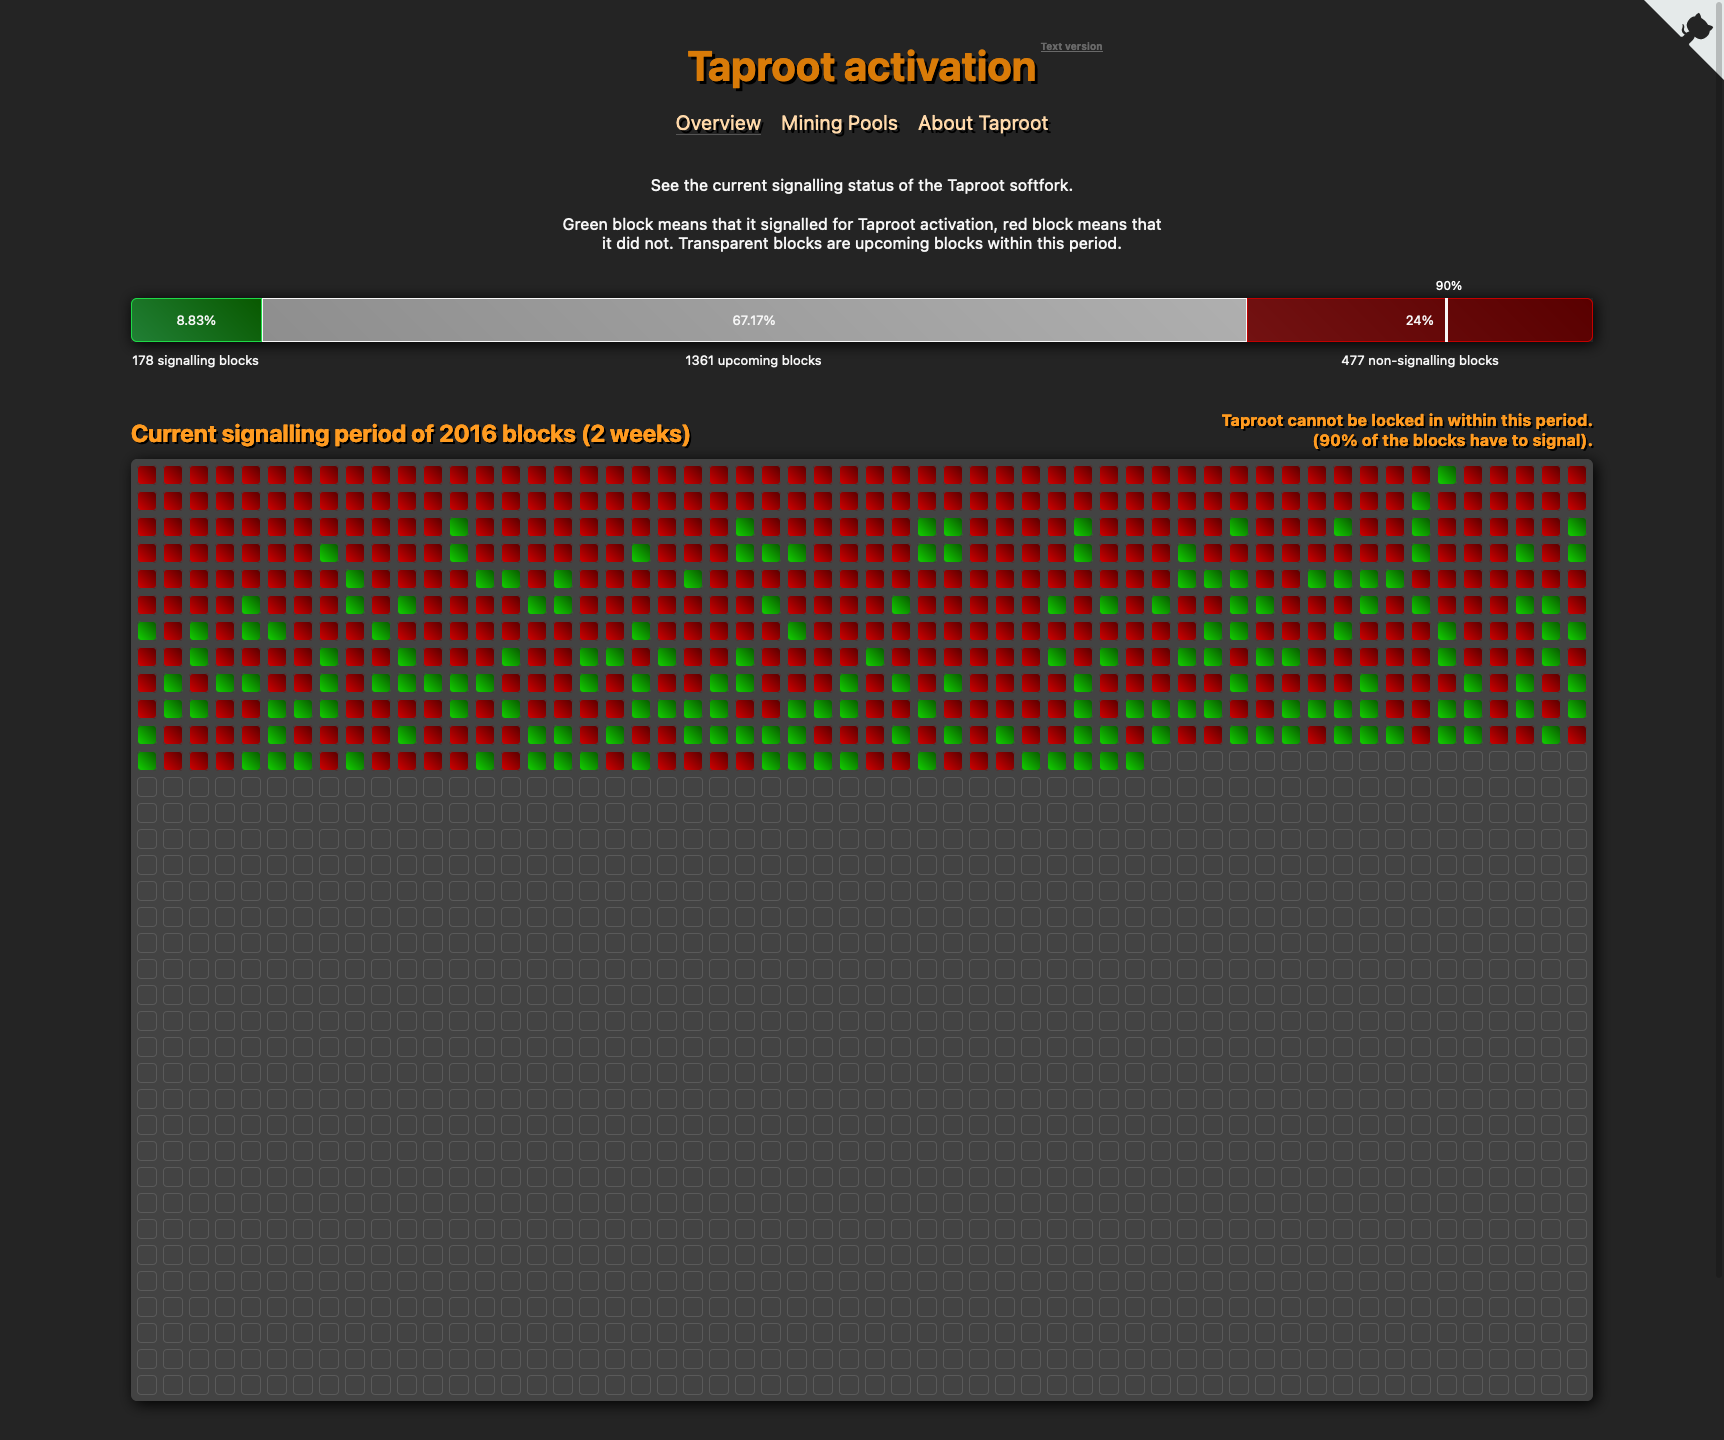 Taproot activation
Text version
Overview Mining Pools About Taproot
See the current signalling status of the Taproot softfork.
Green block means that it signalled for Taproot activation, red block means that
it did not. Transparent blocks are upcoming blocks within this period.
90%
8.83% 67.17% 24%
178 signalling blocks 1361 upcoming blocks 477 non-signalling blocks
Current signalling period of 2016 blocks (2 weeks)
Taproot cannot be locked in within this period.
(90% of the blocks have to signal).